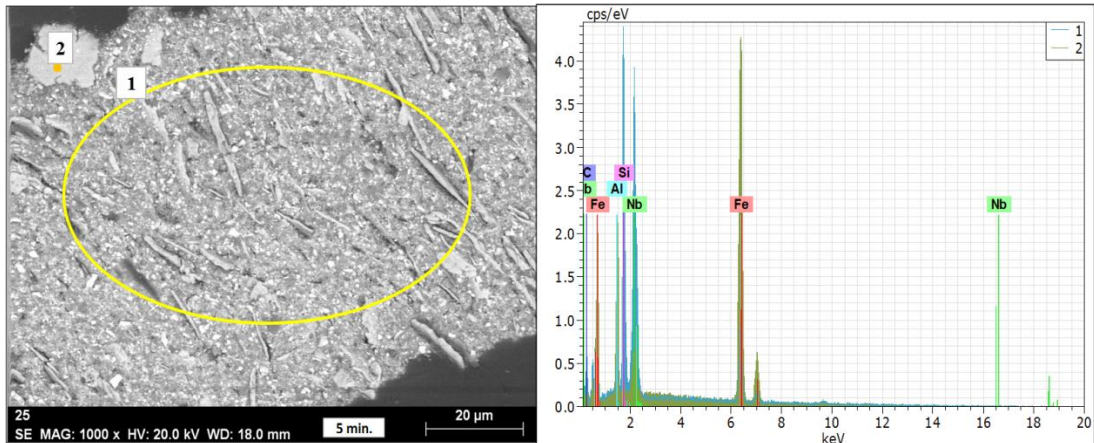 2
1
25
SE MAG: 1000 x HV: 20.0 kV WD: 18.0 mm
5 min.
20 µm
cps/eV
1
2
4.0
3.5
3.0
2.5
2.0
1.5
1.0
0.5
0.0
C
b
Fe
Al
Si
Nb
Fe
Nb
2 4 6 8 10 12 14 16 18 20
keV